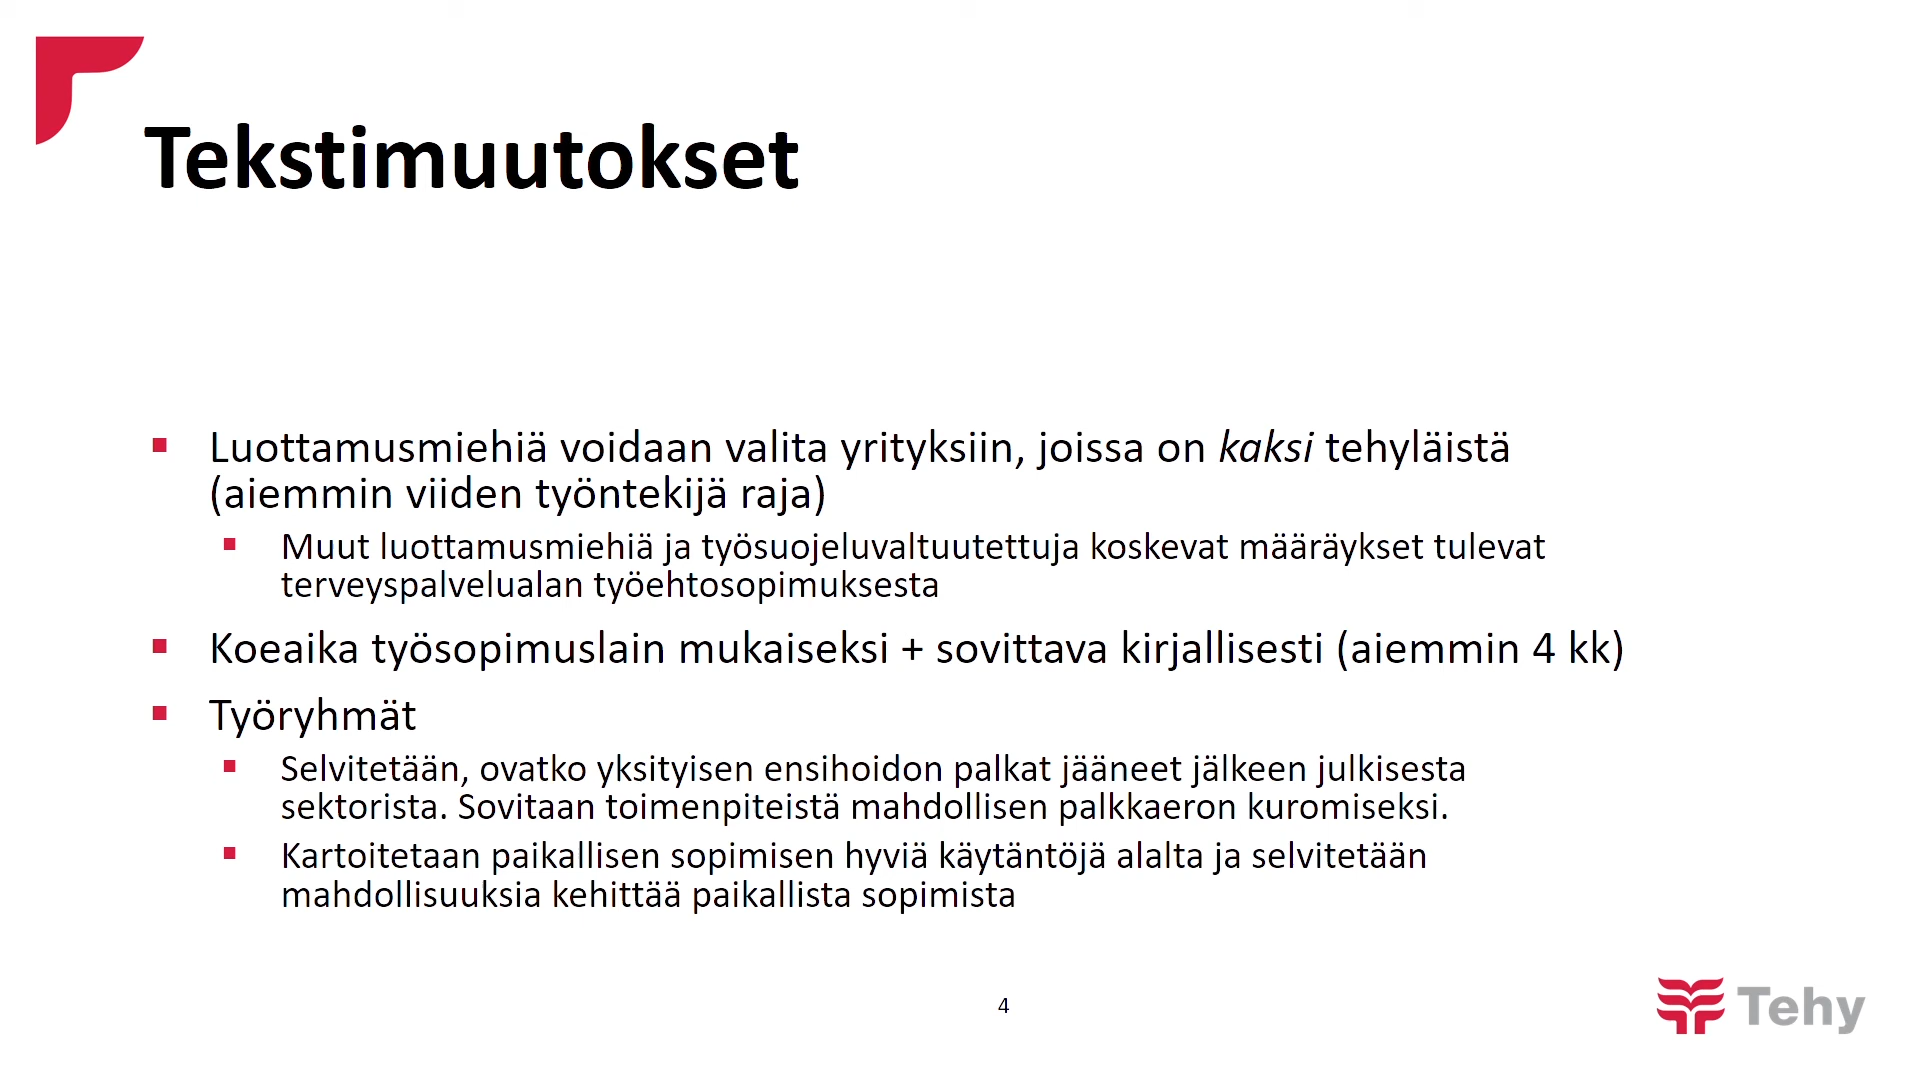 Tekstimuutokset
Luottamusmiehiä voidaan valita yrityksiin, joissa on kaksi tehyläistä
(aiemmin viiden työntekijä raja)
Muut luottamusmiehiä ja työsuojeluvaltuutettuja koskevat määräykset tulevat
terveyspalvelualan työehtosopimuksesta
Koeaika työsopimuslain mukaiseksi + sovittava kirjallisesti (aiemmin 4 kk)
Työryhmät
Selvitetään, ovatko yksityisen ensihoidon palkat jääneet jälkeen julkisesta
sektorista. Sovitaan toimenpiteistä mahdollisen palkkaeron kuromiseksi.
Kartoitetaan paikallisen sopimisen hyviä käytäntöjä alalta ja selvitetään
mahdollisuuksia kehittää paikallista sopimista
4
Tehy